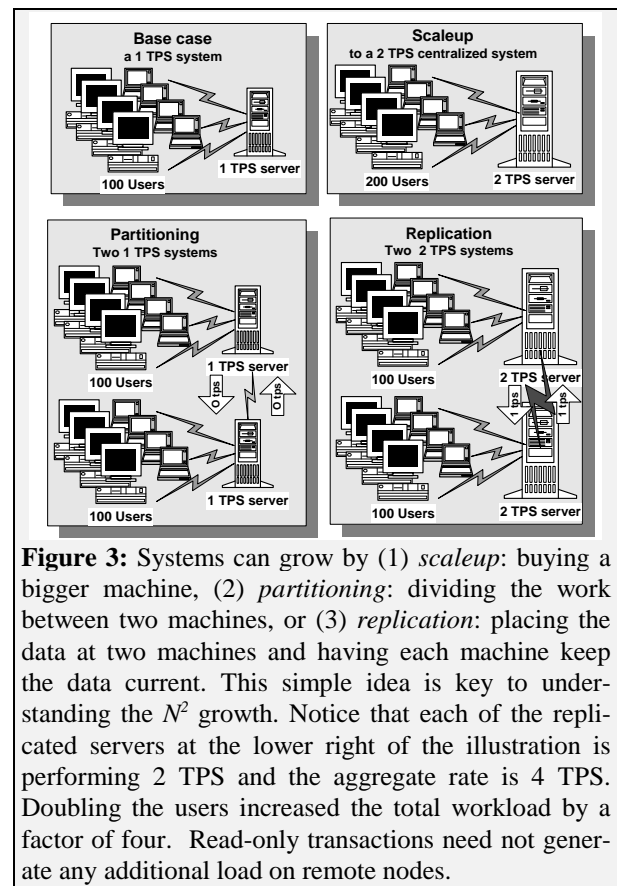 Base case
a 1 TPS system
100 Users
1 TPS server
Scaleup
to a 2 TPS centralized system
200 Users
2 TPS server
Partitioning
Two 1 TPS systems
1 TPS server
100 Users
O tps
O tps
1 TPS server
100 Users
Replication
Two 2 TPS systems
2 TPS server
100 Users
1 tps
1 tps
2 TPS server
100 Users
Figure 3: Systems can grow by (1) scaleup: buying a
bigger machine, (2) partitioning: dividing the work
between two machines, or (3) replication: placing the
data at two machines and having each machine keep
the data current. This simple idea is key to under-
standing the N² growth. Notice that each of the repli-
cated servers at the lower right of the illustration is
performing 2 TPS and the aggregate rate is 4 TPS.
Doubling the users increased the total workload by a
factor of four. Read-only transactions need not gener-
ate any additional load on remote nodes.